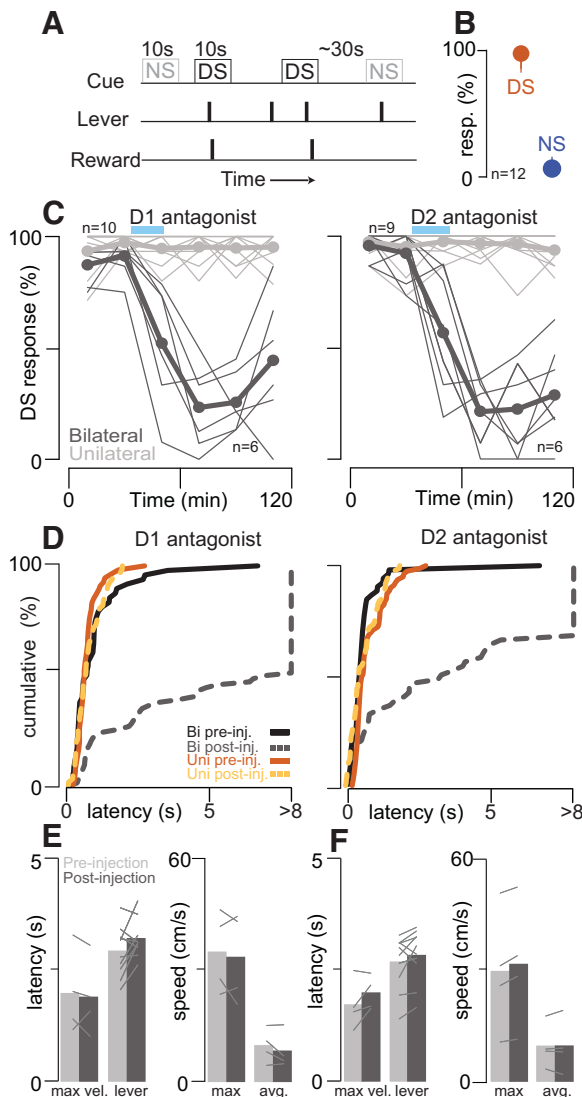 A
B
10s 10s ~30s
Cue NS DS DS NS
Lever
Reward
Time
resp. (%)
100
0
DS
NS
n=12
C
D1 antagonist
n=10
DS response (%)
100
0
Bilateral
Unilateral
n=6
0 Time (min) 120
D2 antagonist
n=9
n=6
0 Time (min) 120
D
D1 antagonist
cumulative (%)
100
0
Bi pre-inj.
Bi post-inj.
Uni pre-inj.
Uni post-inj.
0 latency (s) 5 >8
D2 antagonist
0 latency (s) 5 >8
E
latency (s)
5
0
Pre-injection
Post-injection
max vel. lever
speed (cm/s)
60
0
max avg.
F
latency (s)
5
0
max vel. lever
speed (cm/s)
60
0
max avg.